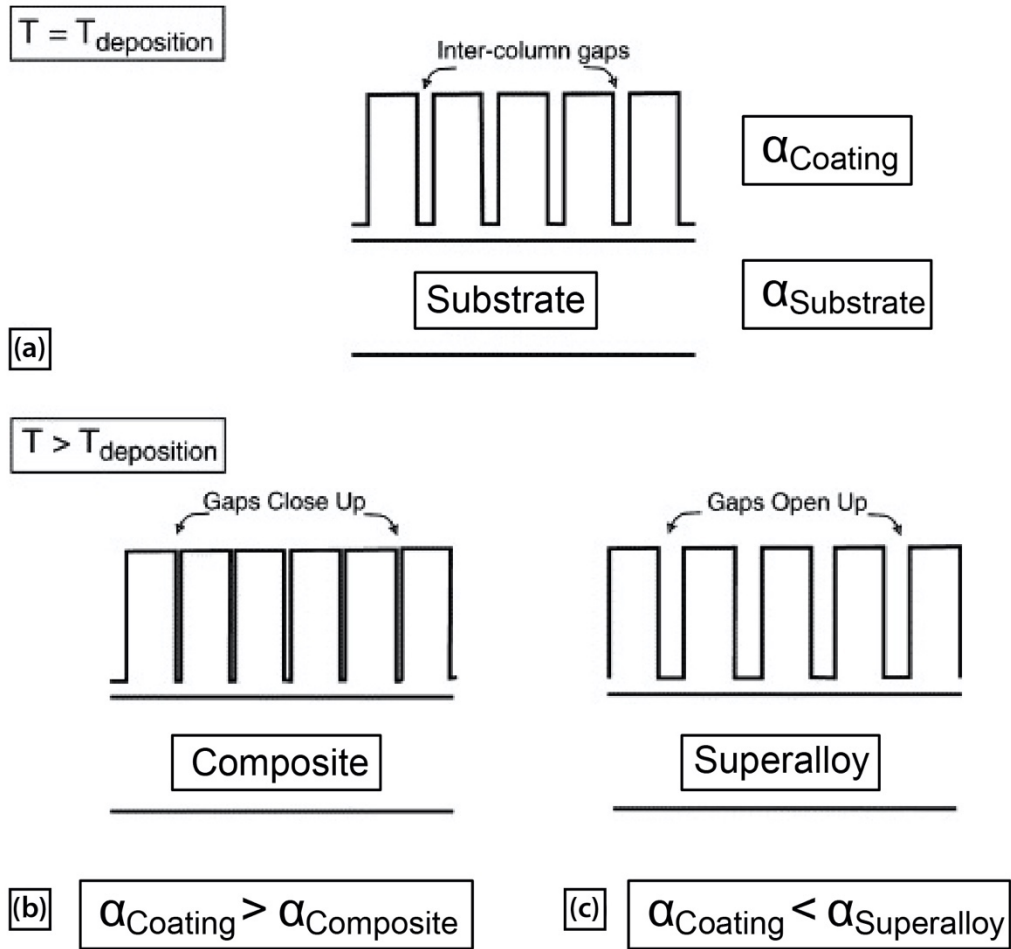 T = T_deposition
Inter-column gaps
α_Coating
Substrate
α_Substrate
(a)
T > T_deposition
Gaps Close Up
Gaps Open Up
Composite
Superalloy
(b)
α_Coating > α_Composite
(c)
α_Coating < α_Superalloy